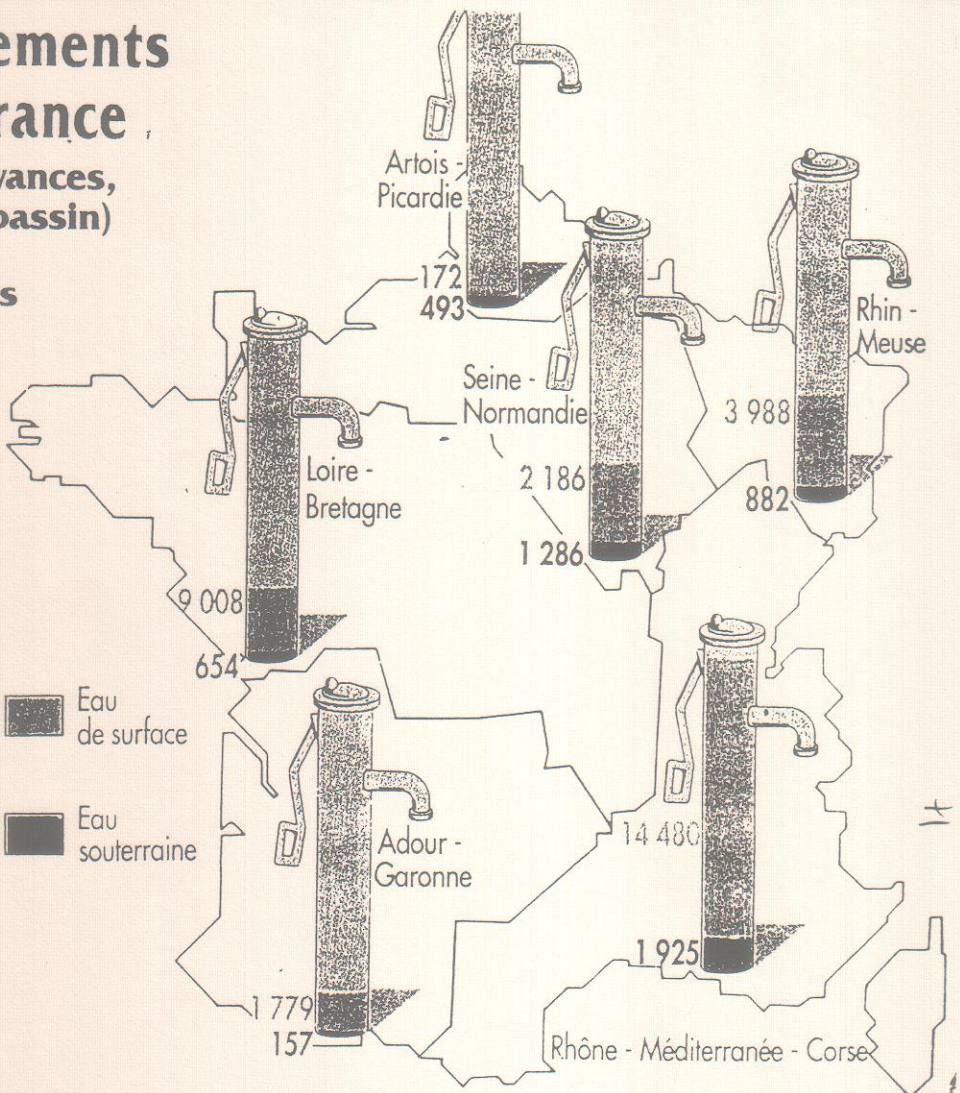 ements
rance
vances,
bassin)
s
Artois -
Picardie
172
493
Rhin -
Meuse
3 988
882
Seine -
Normandie
2 186
1 286
Loire -
Bretagne
9 008
654
Eau
de surface
Eau
souterraine
Adour -
Garonne
1 779
157
14 480
1 925
Rhône - Méditerranée - Corse